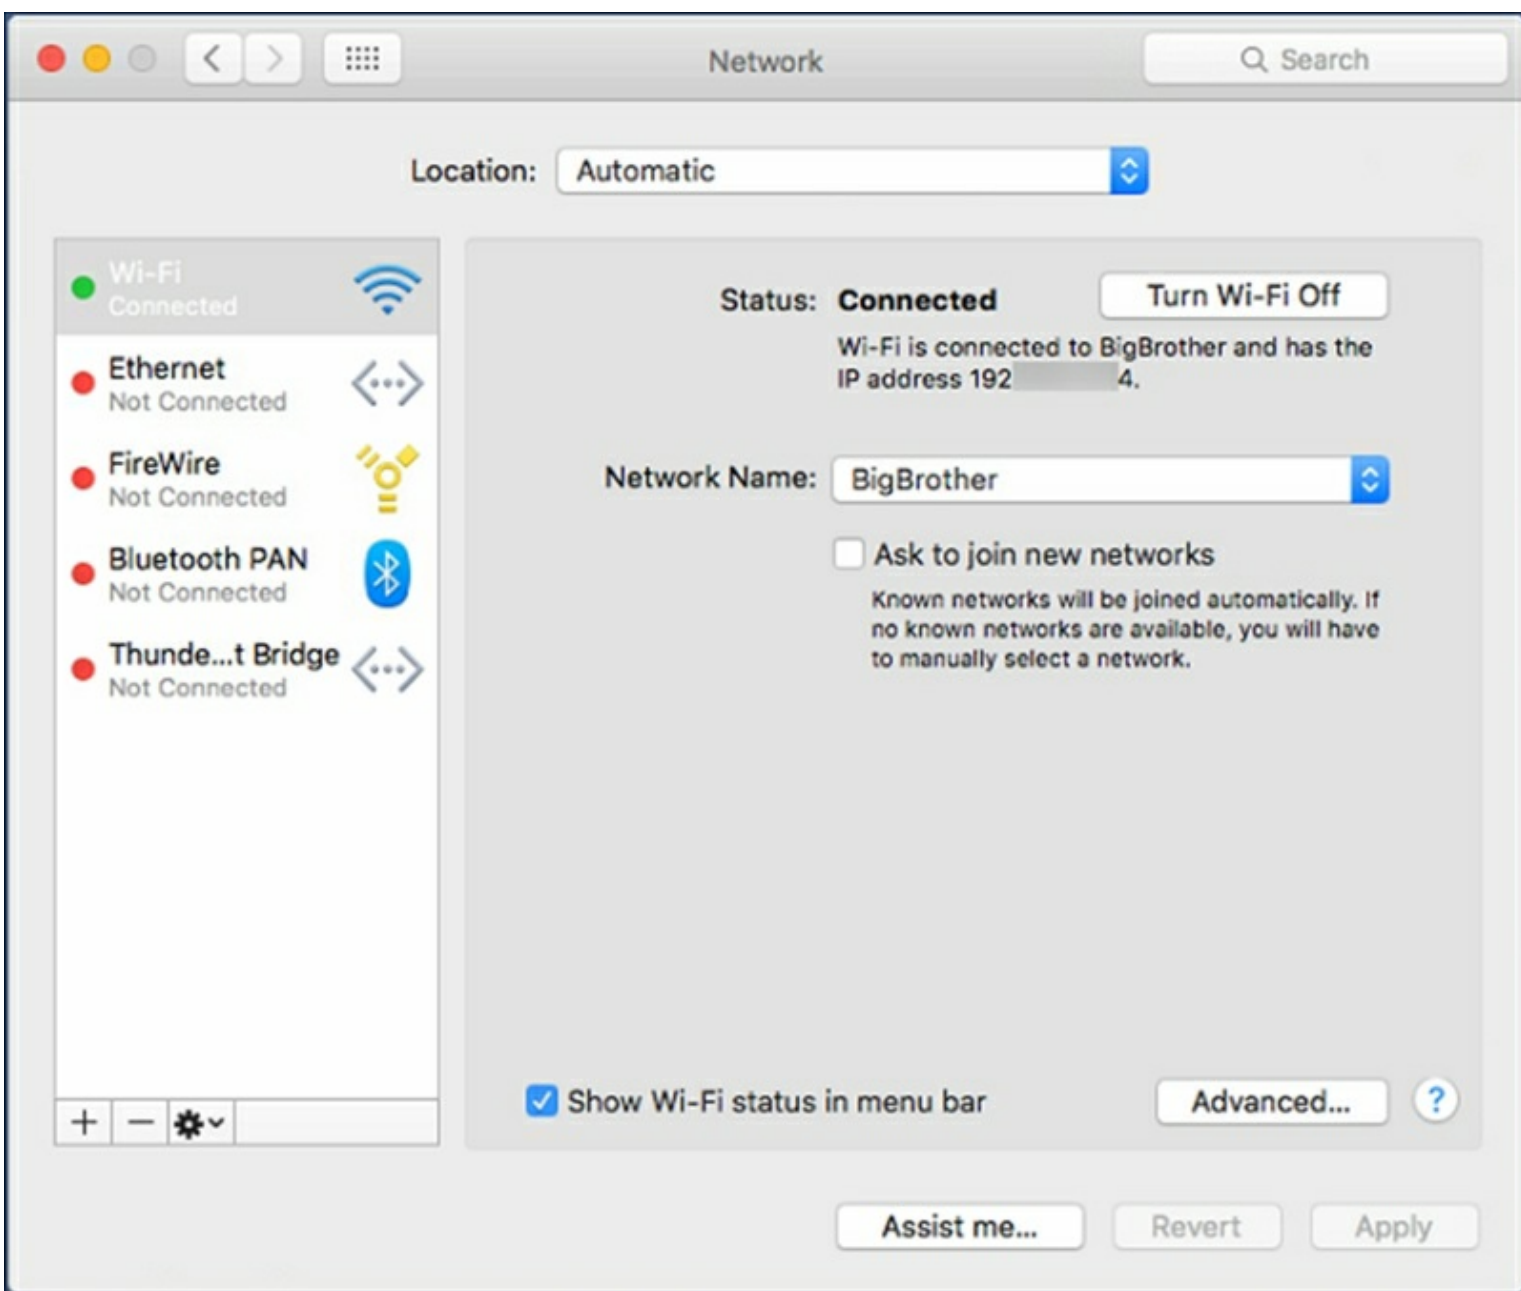 Network
Search
Location: Automatic
Wi-Fi
Connected
Ethernet
Not Connected
FireWire
Not Connected
Bluetooth PAN
Not Connected
Thunde...t Bridge
Not Connected
Status: Connected
Turn Wi-Fi Off
Wi-Fi is connected to BigBrother and has the
IP address 192 4.
Network Name: BigBrother
Ask to join new networks
Known networks will be joined automatically. If
no known networks are available, you will have
to manually select a network.
Show Wi-Fi status in menu bar
Advanced...
?
Assist me...
Revert
Apply